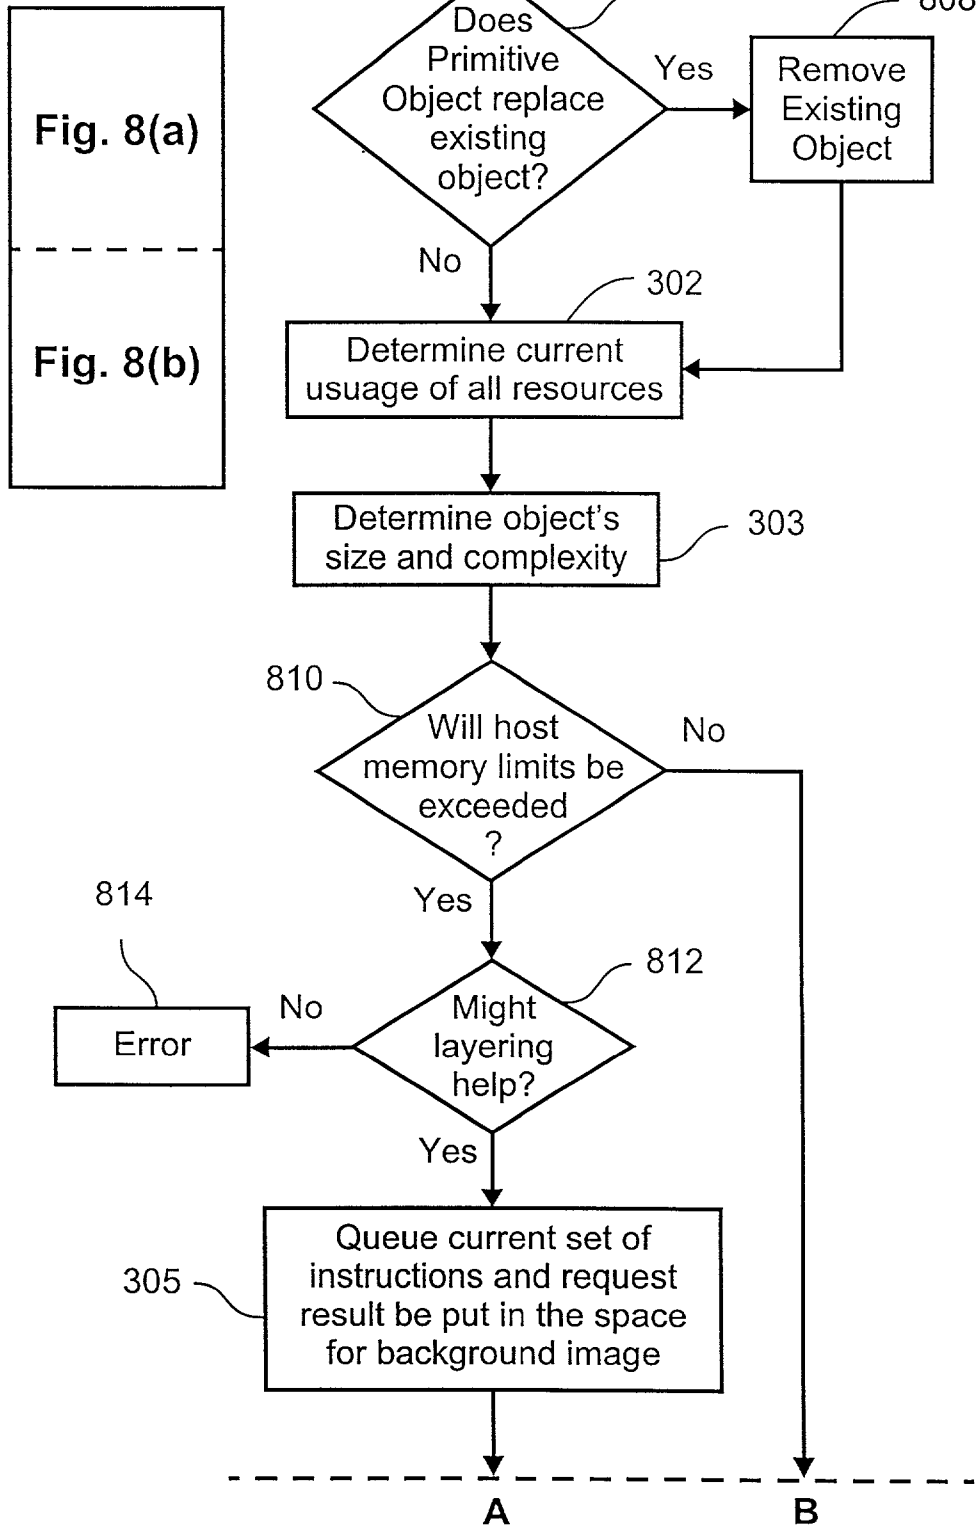 Fig. 8(a)
Fig. 8(b)
Does
Primitive
Object replace
existing
object?
Yes
808
Remove
Existing
Object
No
302
Determine current
usuage of all resources
Determine object's
size and complexity
303
810
Will host
memory limits be
exceeded
?
No
Yes
814
812
Might
layering
help?
No
Error
Yes
305
Queue current set of
instructions and request
result be put in the space
for background image
A
B